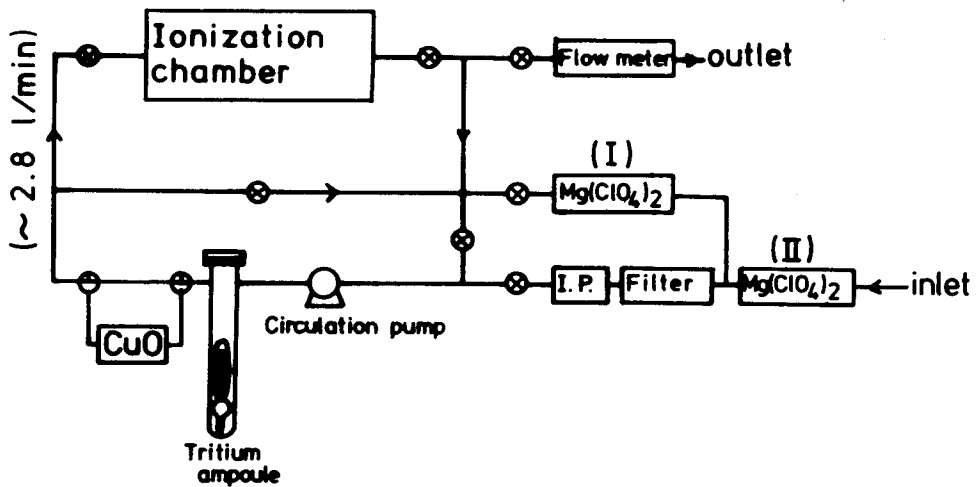 (~2.8 l/min)
Ionization
chamber
Flow meter
outlet
(I)
Mg(ClO4)2
(II)
Mg(ClO4)2
inlet
I.P.
Filter
Circulation pump
CuO
Tritium
ampoule